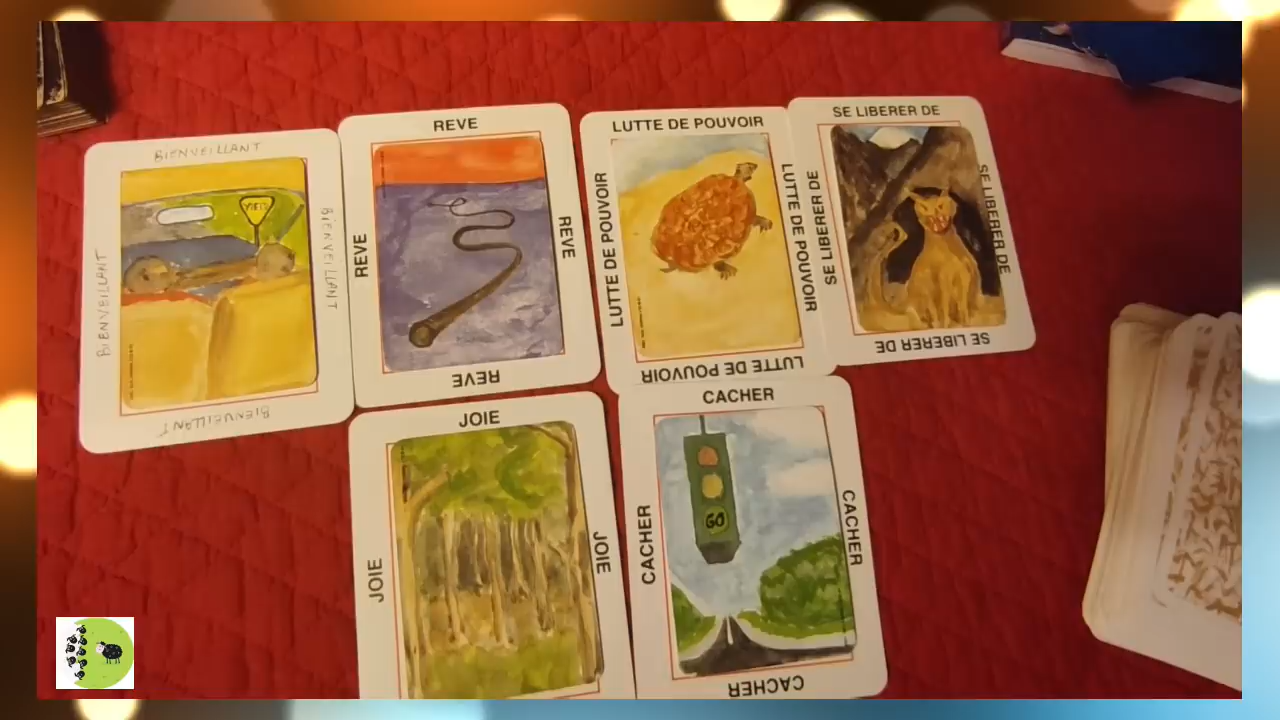 BIENVEILLANT
BIENVEILLANT
BIENVEILLANT
BIENVEILLANT
YIELD
REVE
REVE
REVE
REVE
LUTTE DE POUVOIR
LUTTE DE POUVOIR
LUTTE DE POUVOIR
LUTTE DE POUVOIR
SE LIBERER DE
SE LIBERER DE
SE LIBERER DE
SE LIBERER DE
JOIE
JOIE
JOIE
CACHER
CACHER
CACHER
GO
CACHER